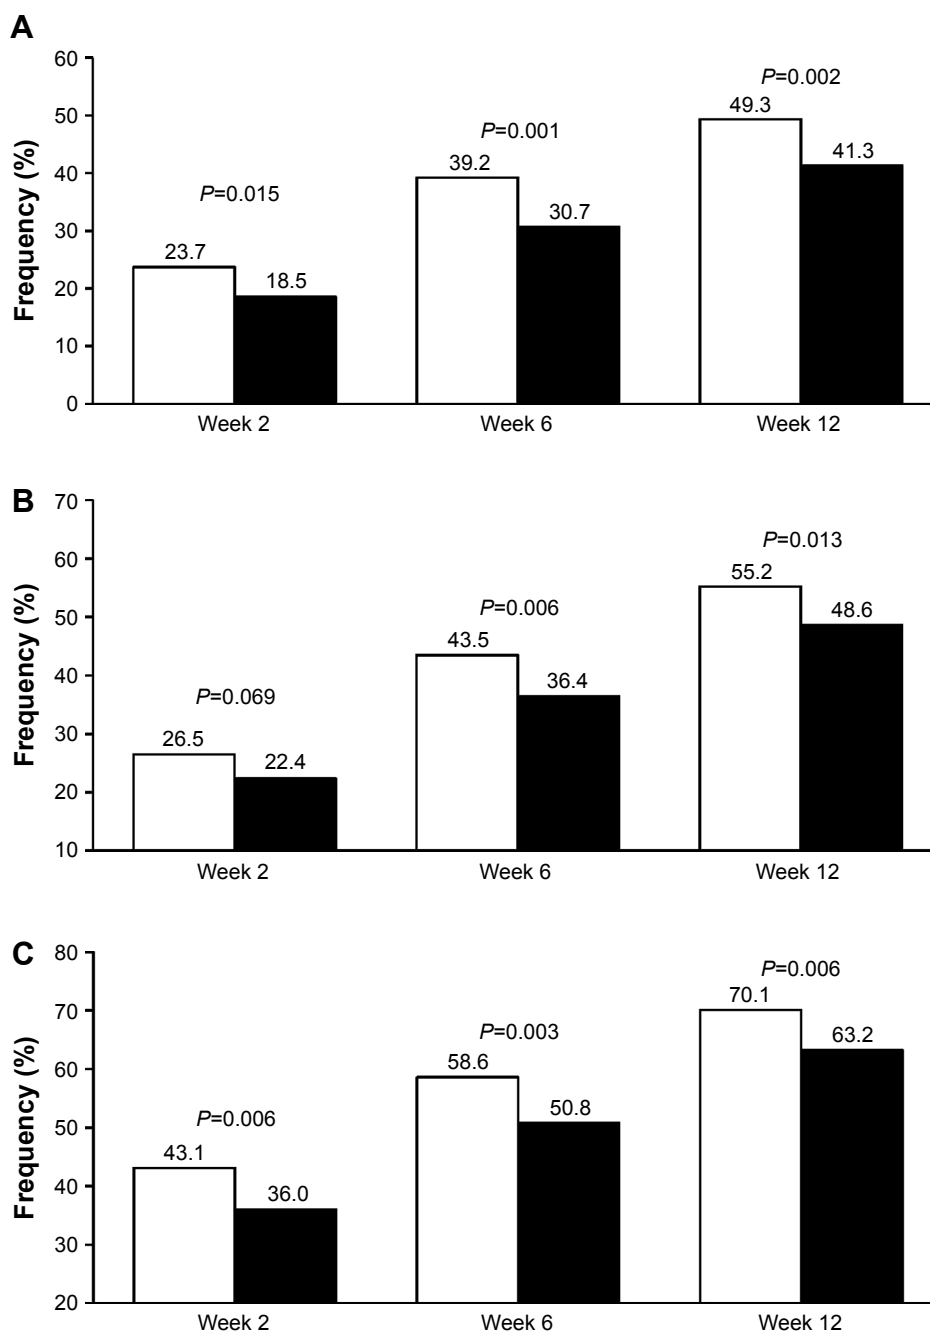 A
Frequency (%)
60
50
40
30
20
10
0
P=0.015
23.7
18.5
P=0.001
39.2
30.7
P=0.002
49.3
41.3
Week 2
Week 6
Week 12
B
Frequency (%)
70
60
50
40
30
20
10
P=0.069
26.5
22.4
P=0.006
43.5
36.4
P=0.013
55.2
48.6
Week 2
Week 6
Week 12
C
Frequency (%)
80
70
60
50
40
30
20
P=0.006
43.1
36.0
P=0.003
58.6
50.8
P=0.006
70.1
63.2
Week 2
Week 6
Week 12